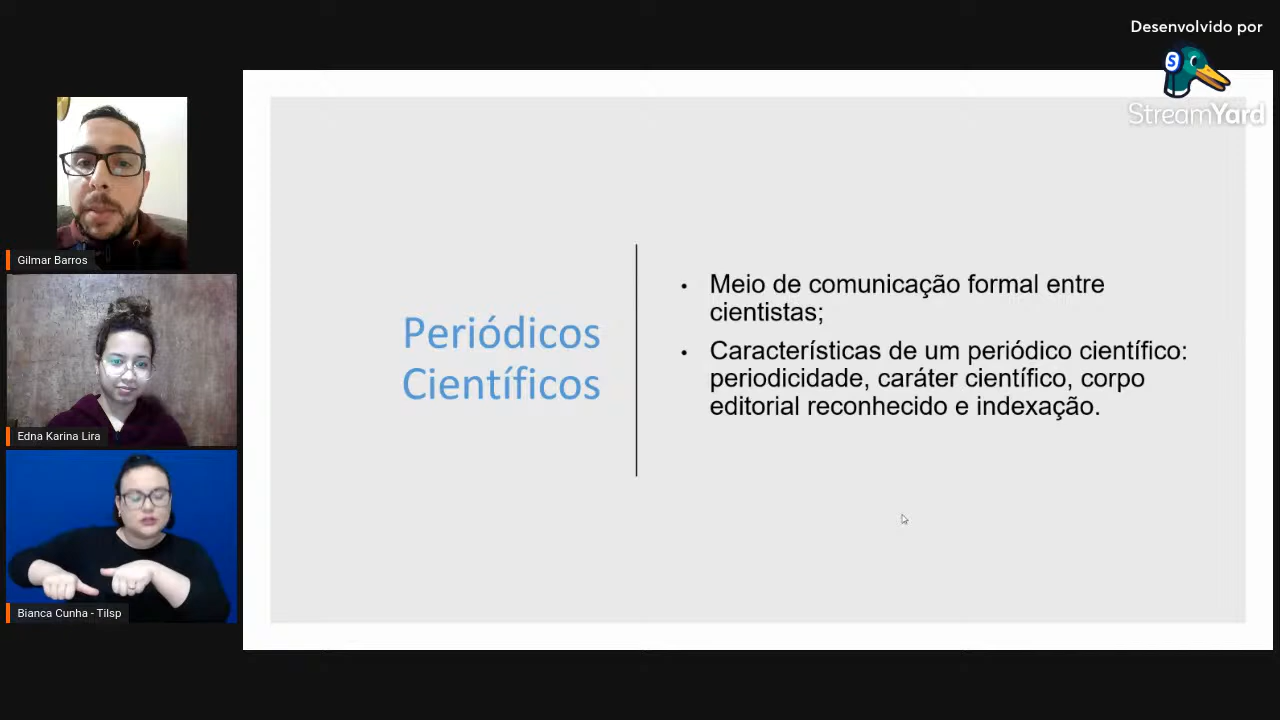 Desenvolvido por
S
StreamYard
Gilmar Barros
Edna Karina Lira
Bianca Cunha - Tilsp
Periódicos
Científicos
• Meio de comunicação formal entre
cientistas;
• Características de um periódico científico:
periodicidade, caráter científico, corpo
editorial reconhecido e indexação.